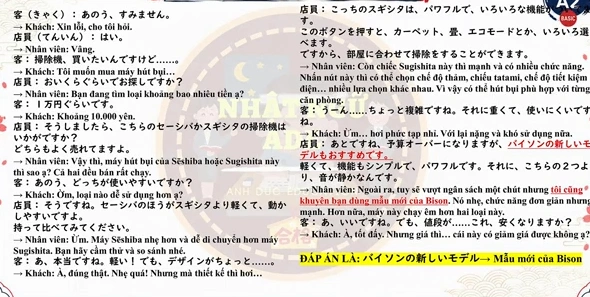 客（きゃく）：あのう、すみません。
→ Khách: Xin lỗi, cho tôi hỏi.
店員（てんいん）：はい。
→ Nhân viên: Vâng.
客：掃除機、買いたいんですけど……。
→ Khách: Tôi muốn mua máy hút bụi…
店員：おいくらぐらいでお探しですか？
→ Nhân viên: Bạn đang tìm loại khoảng bao nhiêu tiền ạ?
客：１万円ぐらいです。
→ Khách: Khoảng 10.000 yên.
店員：そうしましたら、こちらのセーシバかスギシタの掃除機は
いかがですか？
どちらもよく売れてますよ。
→ Nhân viên: Vậy thì, máy hút bụi của Sēshiba hoặc Sugishita này
thì sao ạ? Cả hai đều bán rất chạy.
客：あのう、どっちが使いやすいですか？
→ Khách: Ờm, loại nào dễ sử dụng hơn ạ?
店員：そうですね。セーシバのほうがスギシタより軽くて、動か
しやすいですよ。
持って比べてみてください。
→ Nhân viên: Ừm. Máy Sēshiba nhẹ hơn và dễ di chuyển hơn máy
Sugishita. Bạn hãy cầm thử và so sánh nhé.
客：あ、本当ですね。軽い！でも、デザインがちょっと……。
→ Khách: À, đúng thật. Nhẹ quá! Nhưng mà thiết kế thì hơi…
店員：こっちのスギシタは、パワフルで、いろいろな機能が
このボタンを押すと、カーペット、畳、エコモードとか、いろいろ選
べます。
ですから、部屋に合わせて掃除をすることができます。
→ Nhân viên: Còn chiếc Sugishita này thì mạnh và có nhiều chức năng.
Nhấn nút này thì có thể chọn chế độ thảm, chiếu tatami, chế độ tiết kiệm
điện… nhiều lựa chọn khác nhau. Vì vậy có thể hút bụi phù hợp với từng
căn phòng.
客：うーん……ちょっと複雑ですね。それに重くて、使いにくいです
ね。
→ Khách: Ừm… hơi phức tạp nhỉ. Với lại nặng và khó sử dụng nữa.
店員：あとですね、予算オーバーになりますが、バイソンの新しいモ
デルもおすすめです。
軽くて、機能もシンプルで、パワフルです。それに、こちらの２つよ
り、音が静かなんです。
→ Nhân viên: Ngoài ra, tuy sẽ vượt ngân sách một chút nhưng tôi cũng
khuyên bạn dùng mẫu mới của Bison. Nó nhẹ, chức năng đơn giản nhưng
mạnh. Hơn nữa, máy này chạy êm hơn hai loại này.
客：あ、いいですね。でも、値段が……これ、安くなりますか？
→ Khách: À, tốt đấy. Nhưng giá thì… cái này có giảm giá được không ạ?
ĐÁP ÁN LÀ: バイソンの新しいモデル→ Mẫu mới của Bison
A2
BASIC